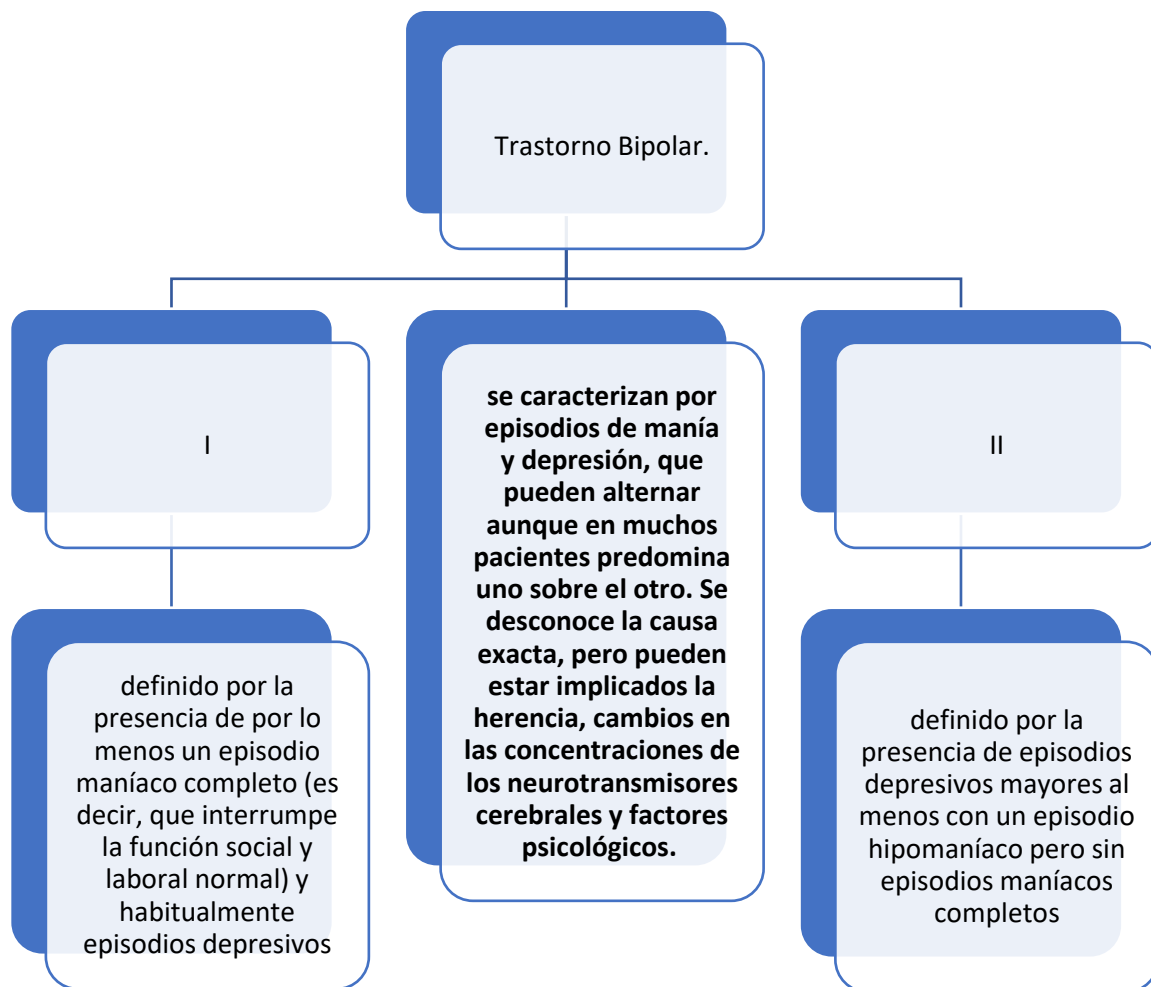 Trastorno Bipolar.
I
se caracterizan por
episodios de manía
y depresión, que
pueden alternar
aunque en muchos
pacientes predomina
uno sobre el otro. Se
desconoce la causa
exacta, pero pueden
estar implicados la
herencia, cambios en
las concentraciones de
los neurotransmisores
cerebrales y factores
psicológicos.
II
definido por la
presencia de por lo
menos un episodio
maníaco completo (es
decir, que interrumpe
la función social y
laboral normal) y
habitualmente
episodios depresivos
definido por la
presencia de episodios
depresivos mayores al
menos con un episodio
hipomaníaco pero sin
episodios maníacos
completos